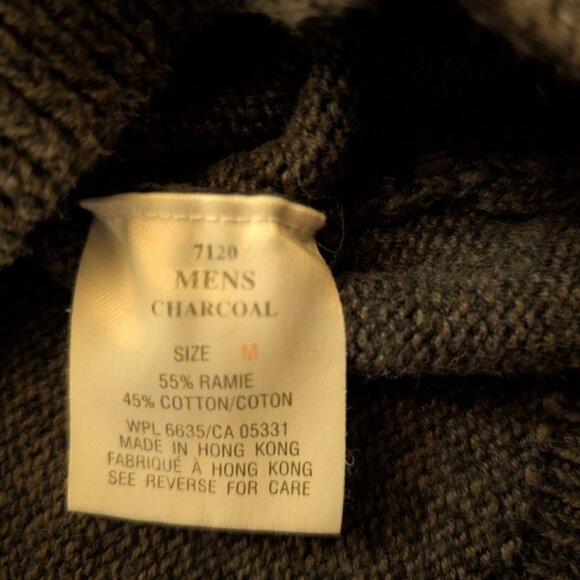 7120
MENS
CHARCOAL
SIZE M
55% RAMIE
45% COTTON/COTON
WPL 6635/CA 05331
MADE IN HONG KONG
FABRIQUÉ À HONG KONG
SEE REVERSE FOR CARE